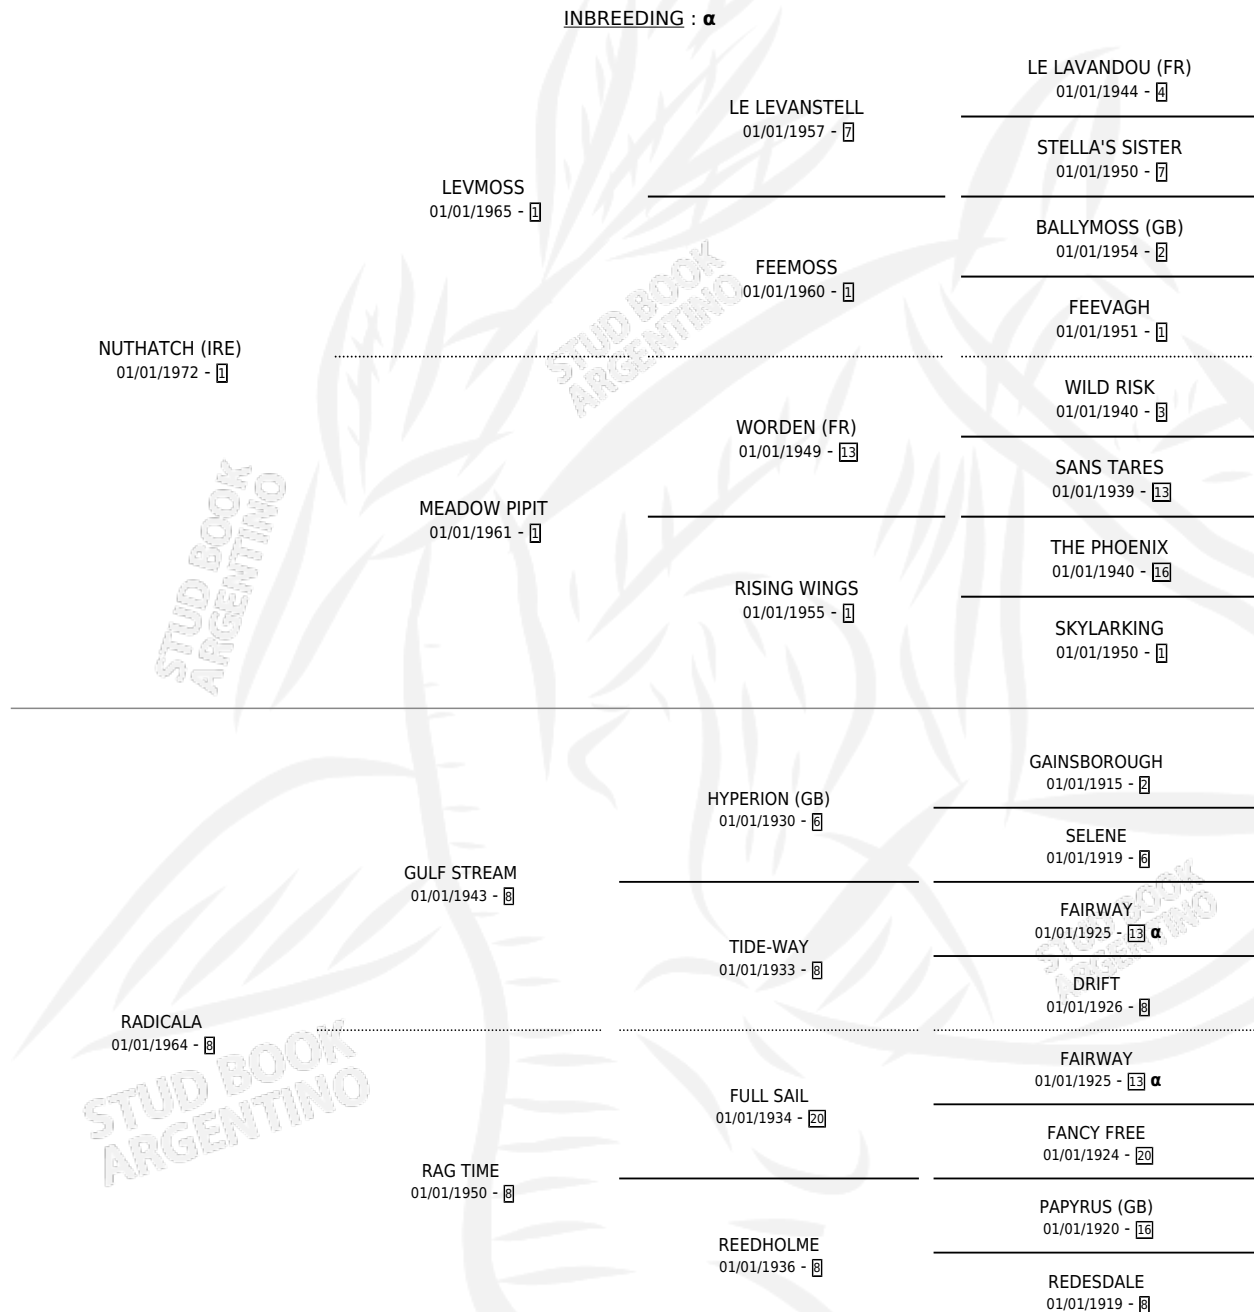 INBREEDING : α
LE LAVANDOU (FR)
01/01/1944 - 4
LE LEVANSTELL
01/01/1957 - 7
STELLA'S SISTER
01/01/1950 - 7
LEVMOSS
01/01/1965 - 1
BALLYMOSS (GB)
01/01/1954 - 2
FEEMOSS
01/01/1960 - 1
FEEVAGH
01/01/1951 - 1
NUTHATCH (IRE)
01/01/1972 - 1
WILD RISK
01/01/1940 - 3
WORDEN (FR)
01/01/1949 - 13
SANS TARES
01/01/1939 - 13
MEADOW PIPIT
01/01/1961 - 1
THE PHOENIX
01/01/1940 - 16
RISING WINGS
01/01/1955 - 1
SKYLARKING
01/01/1950 - 1
GAINSBOROUGH
01/01/1915 - 2
HYPERION (GB)
01/01/1930 - 6
SELENE
01/01/1919 - 6
GULF STREAM
01/01/1943 - 8
FAIRWAY
01/01/1925 - 13 α
TIDE-WAY
01/01/1933 - 8
DRIFT
01/01/1926 - 8
RADICALA
01/01/1964 - 8
FAIRWAY
01/01/1925 - 13 α
FULL SAIL
01/01/1934 - 20
FANCY FREE
01/01/1924 - 20
RAG TIME
01/01/1950 - 8
PAPYRUS (GB)
01/01/1920 - 16
REEDHOLME
01/01/1936 - 8
REDESDALE
01/01/1919 - 8
STUD BOOK
ARGENTINO
STUD BOOK
ARGENTINO
STUD BOOK
ARGENTINO
STUD BOOK
ARGENTINO